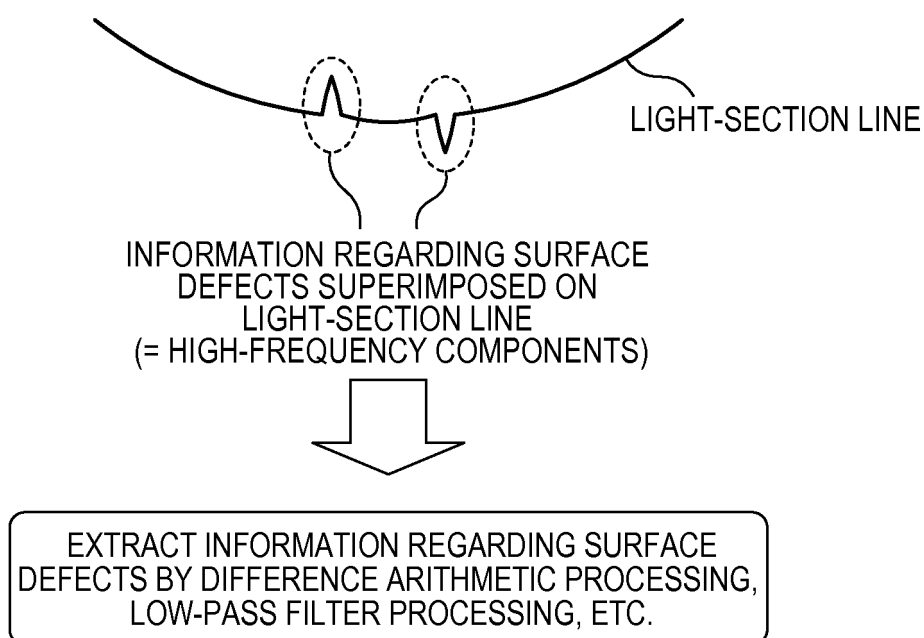 LIGHT-SECTION LINE
INFORMATION REGARDING SURFACE
DEFECTS SUPERIMPOSED ON
LIGHT-SECTION LINE
(= HIGH-FREQUENCY COMPONENTS)
EXTRACT INFORMATION REGARDING SURFACE
DEFECTS BY DIFFERENCE ARITHMETIC PROCESSING,
LOW-PASS FILTER PROCESSING, ETC.